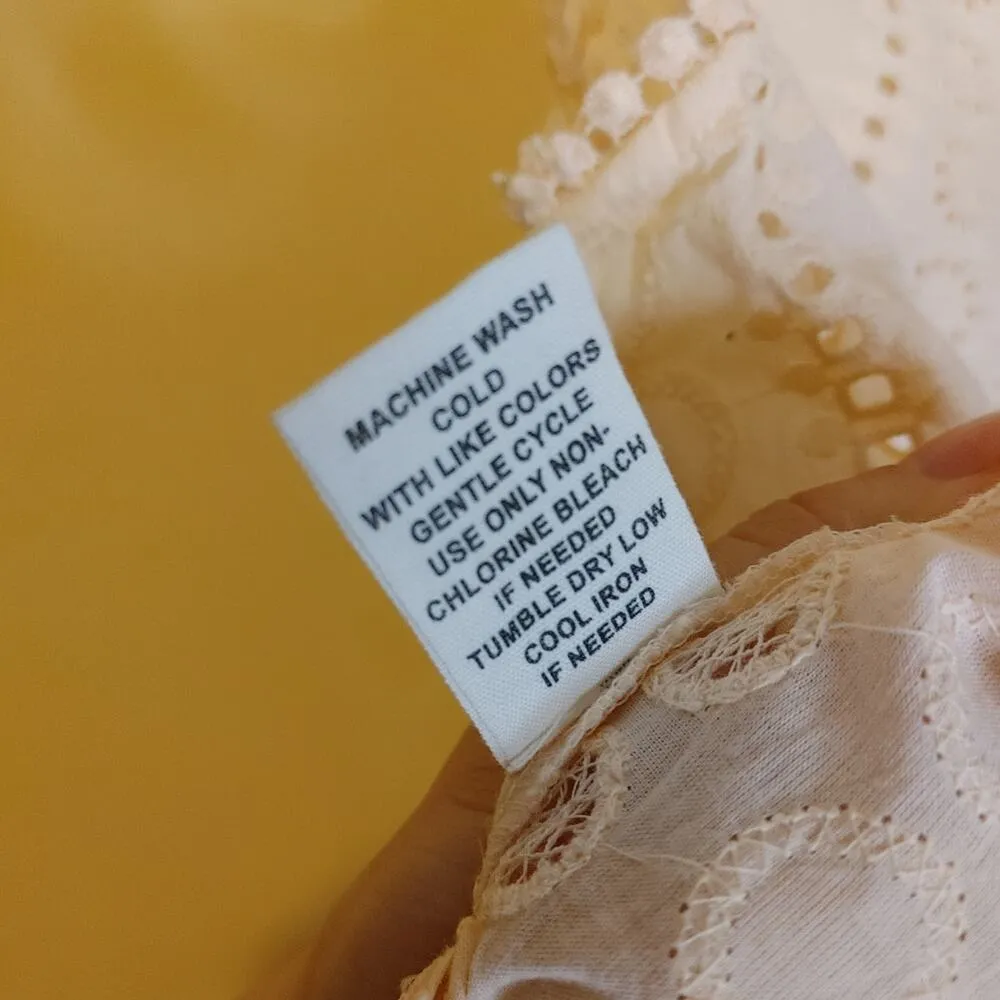 MACHINE WASH
COLD
WITH LIKE COLORS
GENTLE CYCLE
USE ONLY NON-
CHLORINE BLEACH
IF NEEDED
TUMBLE DRY LOW
COOL IRON
IF NEEDED